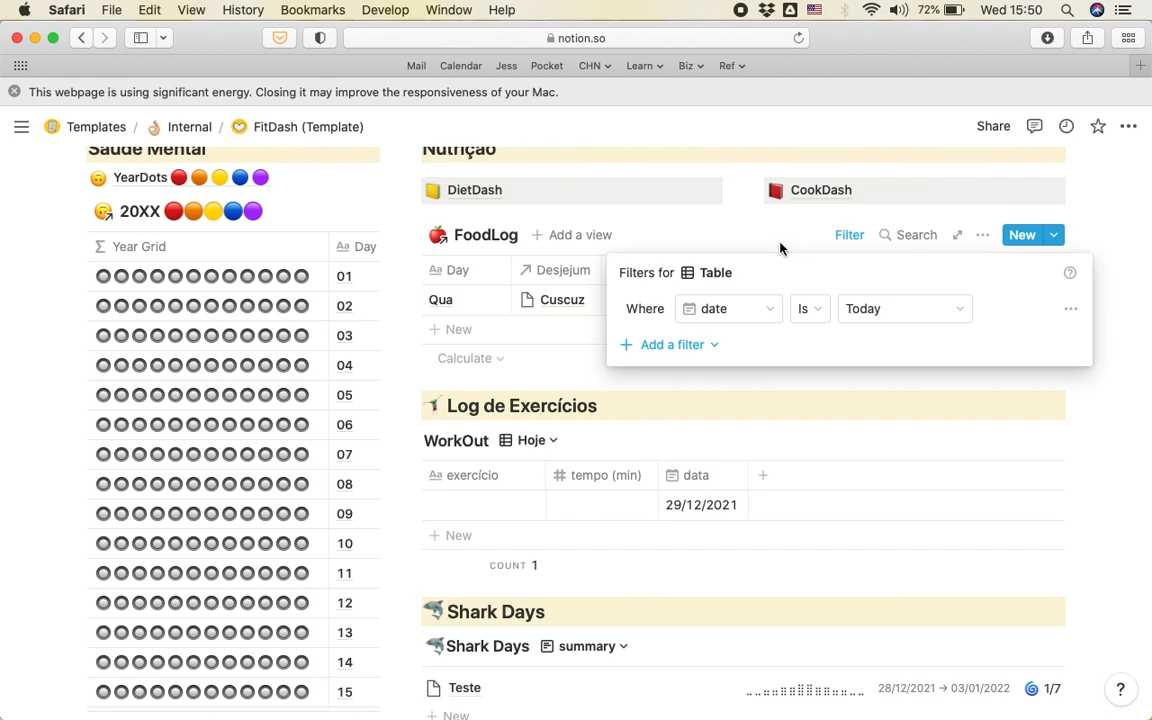 Safari File Edit View History Bookmarks Develop Window Help 72% Wed 15:50
notion.so
Mail Calendar Jess Pocket CHN Learn Biz Ref
This webpage is using significant energy. Closing it may improve the responsiveness of your Mac.
Templates / Internal / FitDash (Template) Share
Saúde Mental
YearDots
20XX
Year Grid Aa Day
01
02
03
04
05
06
07
08
09
10
11
12
13
14
15
Nutrição
DietDash CookDash
FoodLog + Add a view Filter Search New
Aa Day Desjejum
Qua Cuscuz
+ New
Calculate
Filters for Table
Where date Is Today
+ Add a filter
Log de Exercícios
WorkOut Hoje
Aa exercício # tempo (min) data +
29/12/2021
+ New
COUNT 1
Shark Days
Shark Days summary
Teste 28/12/2021 → 03/01/2022 1/7
+ New
?